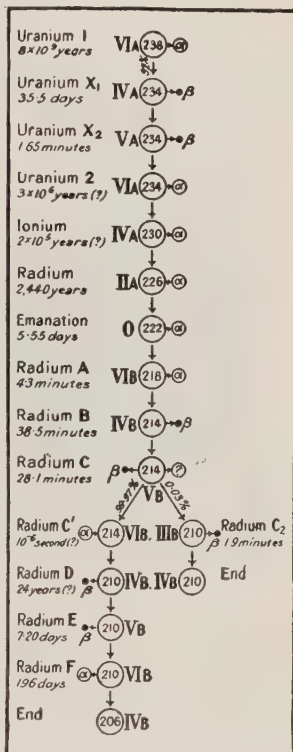 Uranium 1 VIA 238 α
8×10⁹ years
Uranium X₁ IVA 234 β
35·5 days
Uranium X₂ VA 234 β
1·65 minutes
Uranium 2 VIA 234 α
3×10⁶ years (?)
Ionium IVA 230 α
2×10⁵ years (?)
Radium IIA 226 α
2,440 years
Emanation O 222 α
5·55 days
Radium A VIB 218 α
4·3 minutes
Radium B IVB 214 β
38·5 minutes
Radium C β 214 (?)
28·1 minutes VB
99·97% 0·03%
Radium C' α 214 VIB. IIIB 210 Radium C₂
10⁻⁶ second (?) β 1·9 minutes
Radium D β 210 IVB. IVB 210 End
24 years (?)
Radium E β 210 VB
7·20 days
Radium F α 210 VIB
196 days
End 206 IVB